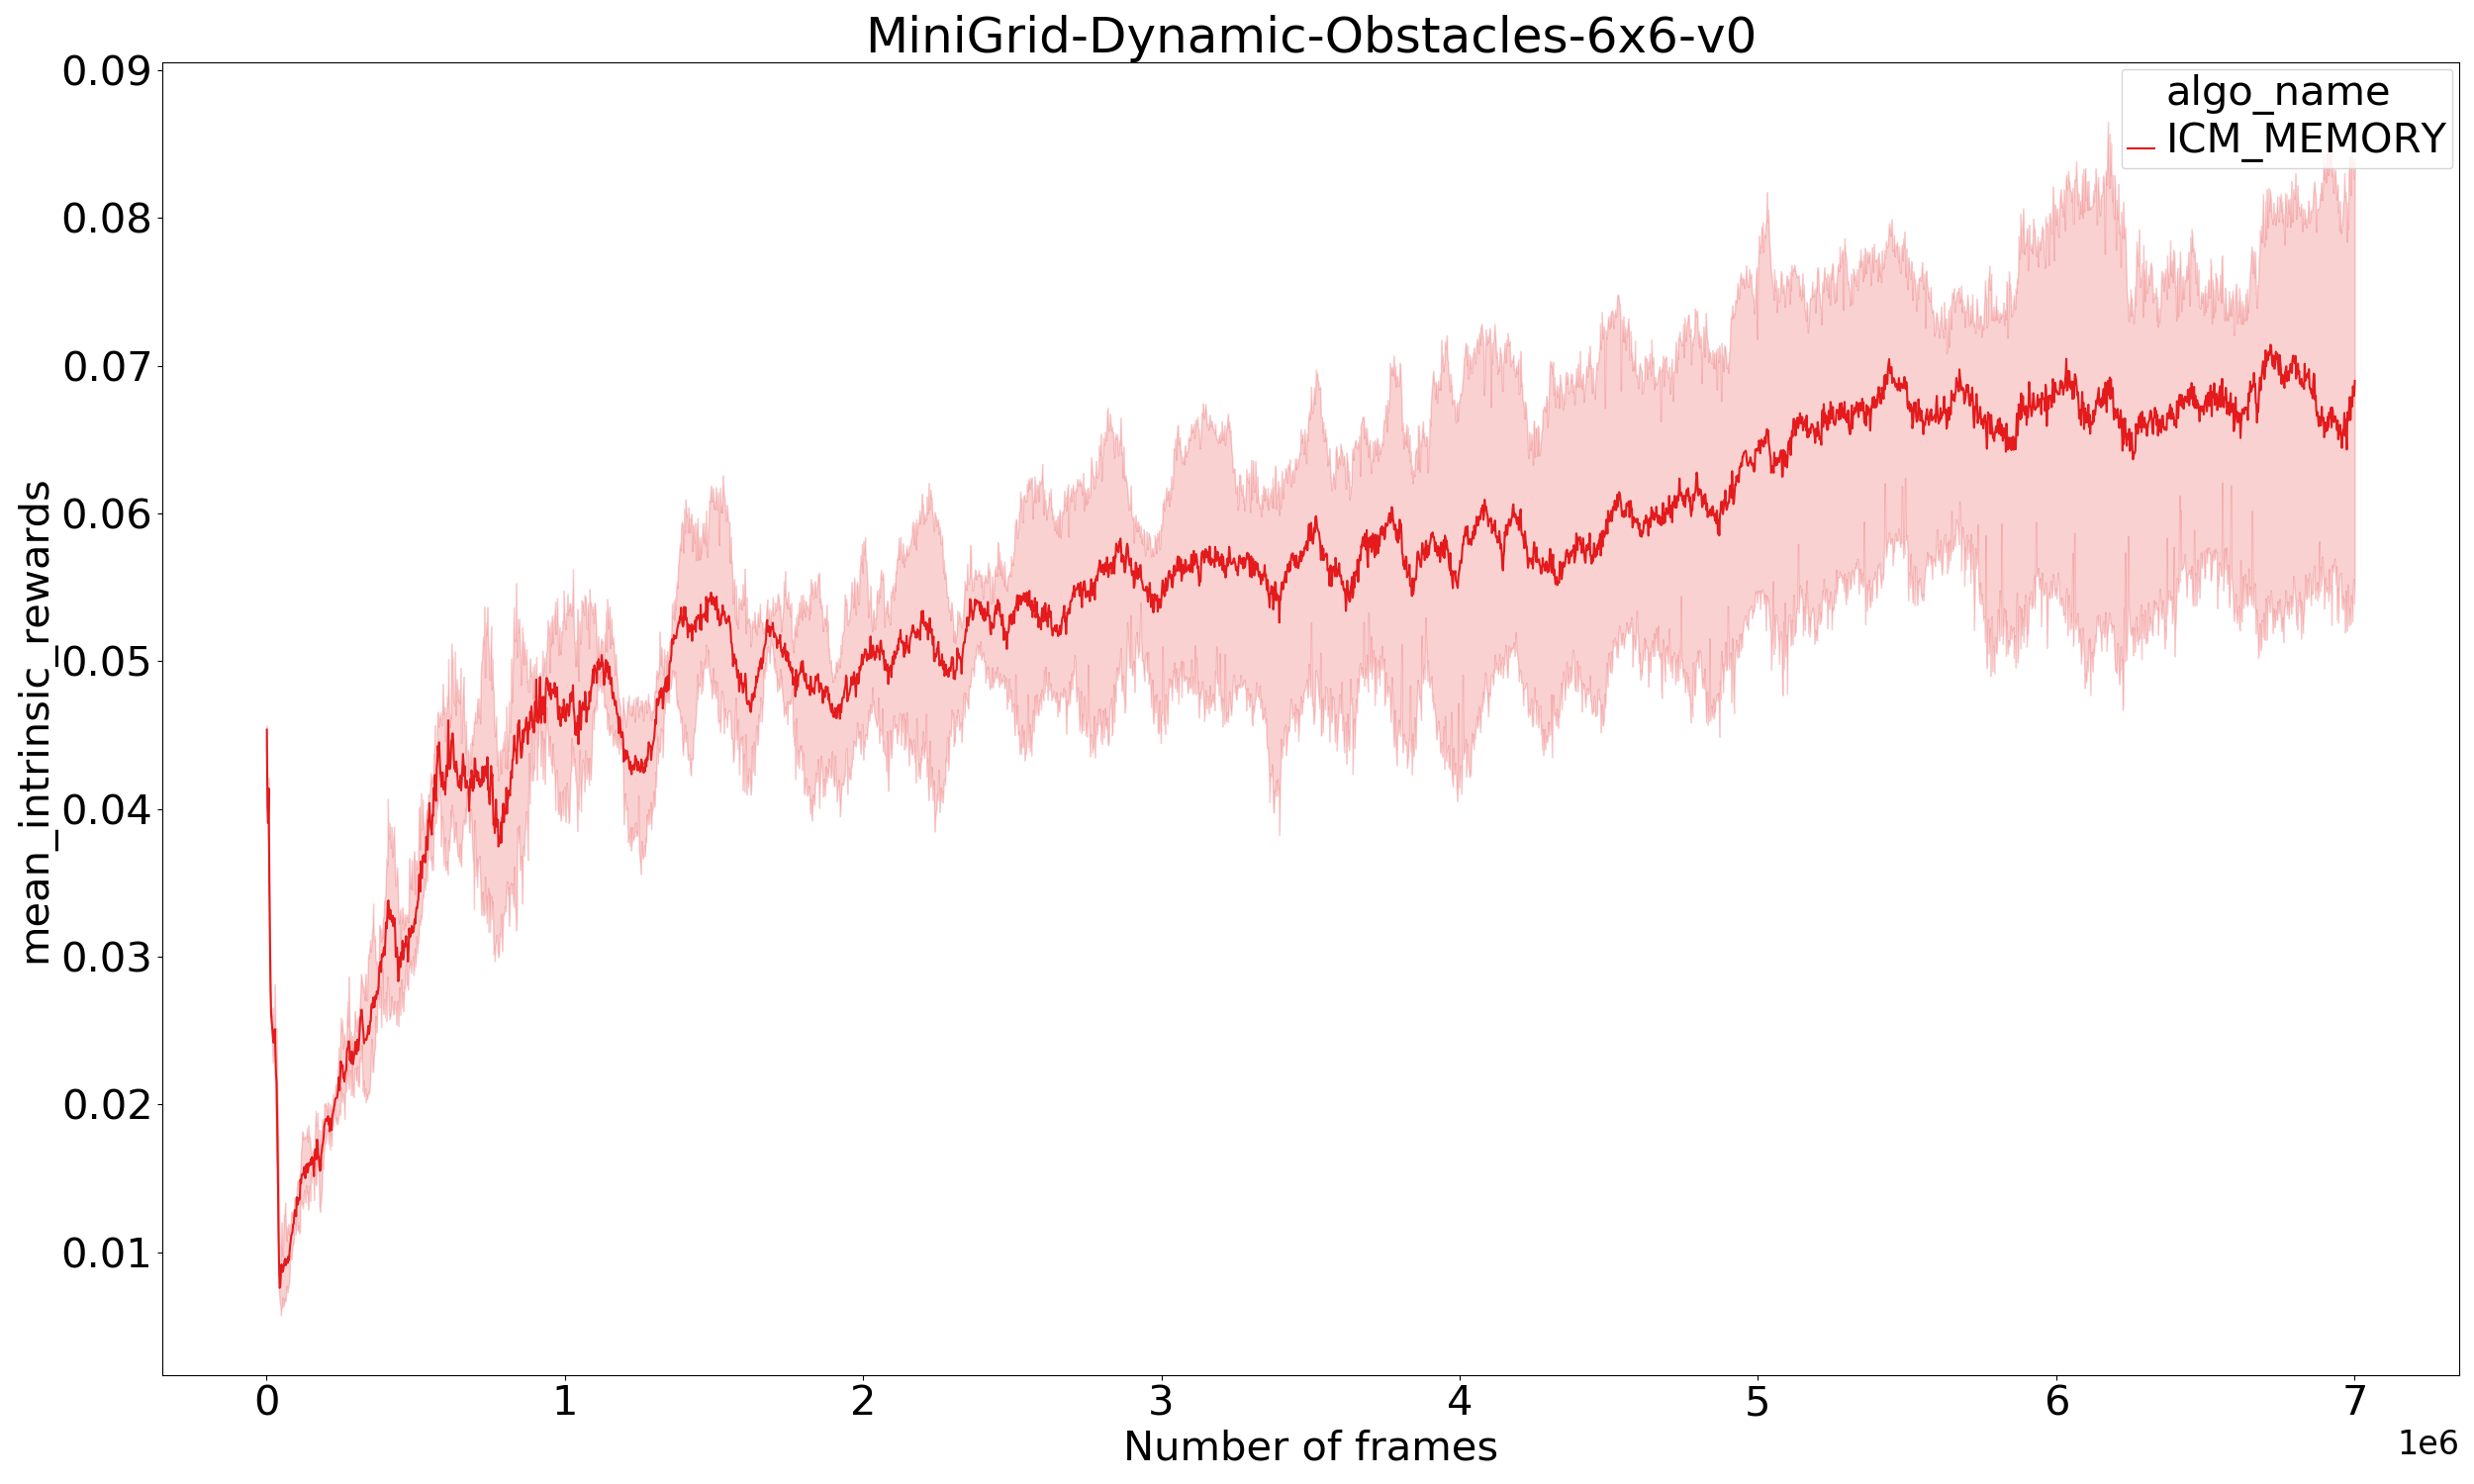 MiniGrid-Dynamic-Obstacles-6x6-v0
algo_name
ICM_MEMORY
mean_intrinsic_rewards
0.09
0.08
0.07
0.06
0.05
0.04
0.03
0.02
0.01
0 1 2 3 4 5 6 7
1e6
Number of frames